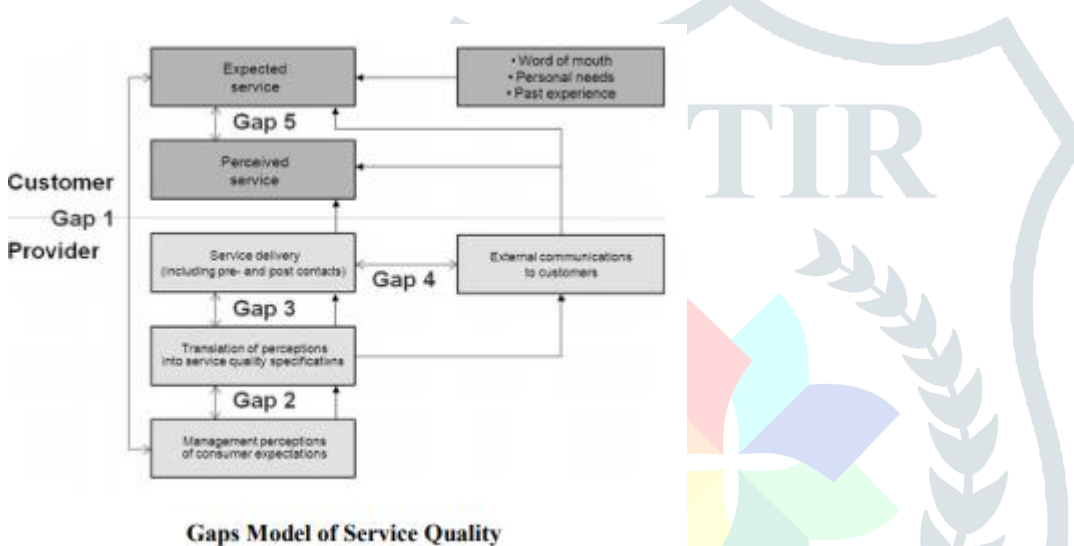 Expected
service
• Word of mouth
• Personal needs
• Past experience
Gap 5
Perceived
service
Customer
Gap 1
Provider
Service delivery
(including pre- and post contacts)
External communications
to customers
Gap 4
Gap 3
Translation of perceptions
into service quality specifications
Gap 2
Management perceptions
of consumer expectations
Gaps Model of Service Quality
TIR